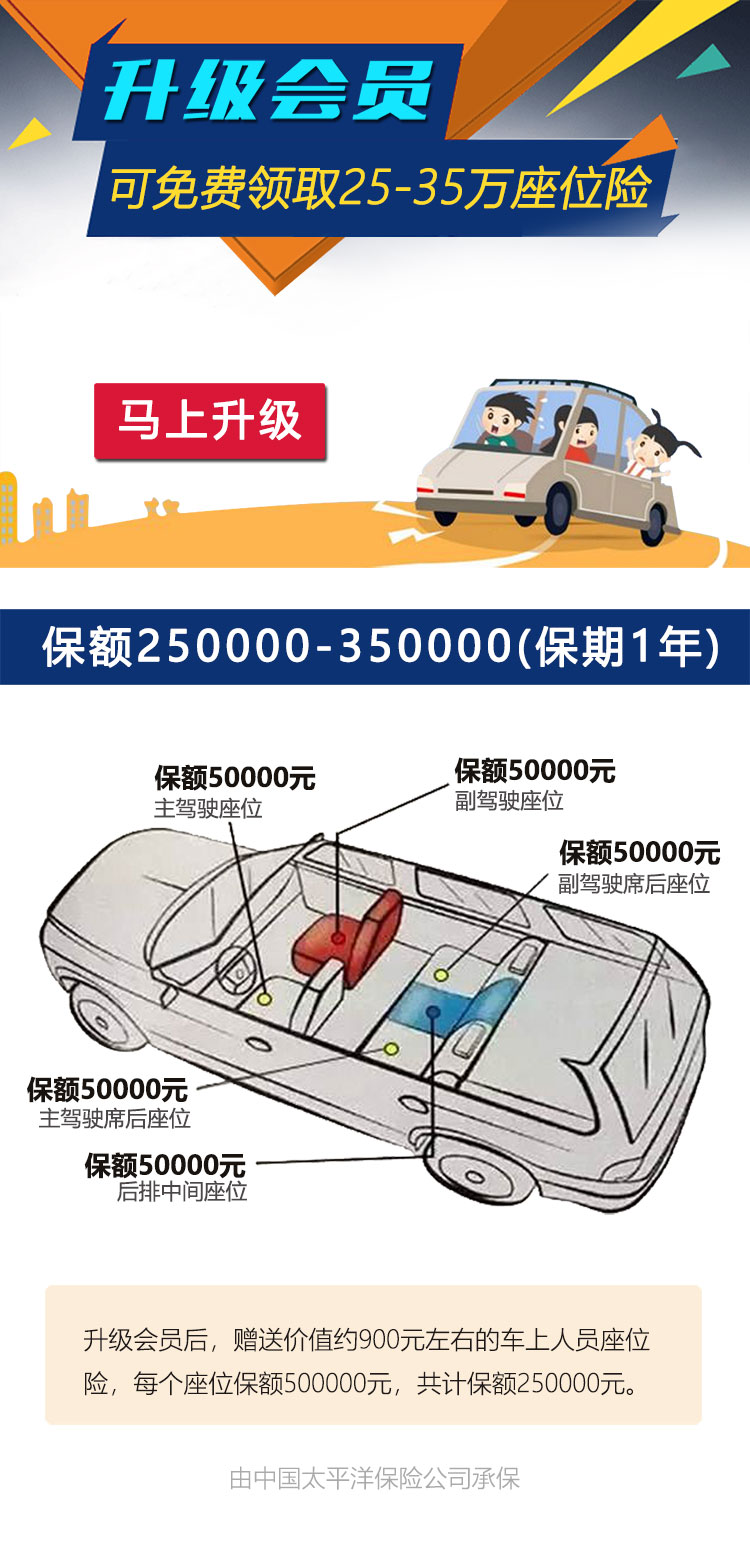 升级会员
可免费领取25-35万座位险
马上升级
保额250000-350000(保期1年)
保额50000元
主驾驶座位
保额50000元
副驾驶座位
保额50000元
副驾驶席后座位
保额50000元
主驾驶席后座位
保额50000元
后排中间座位
升级会员后，赠送价值约900元左右的车上人员座位
险，每个座位保额500000元，共计保额250000元。
由中国太平洋保险公司承保